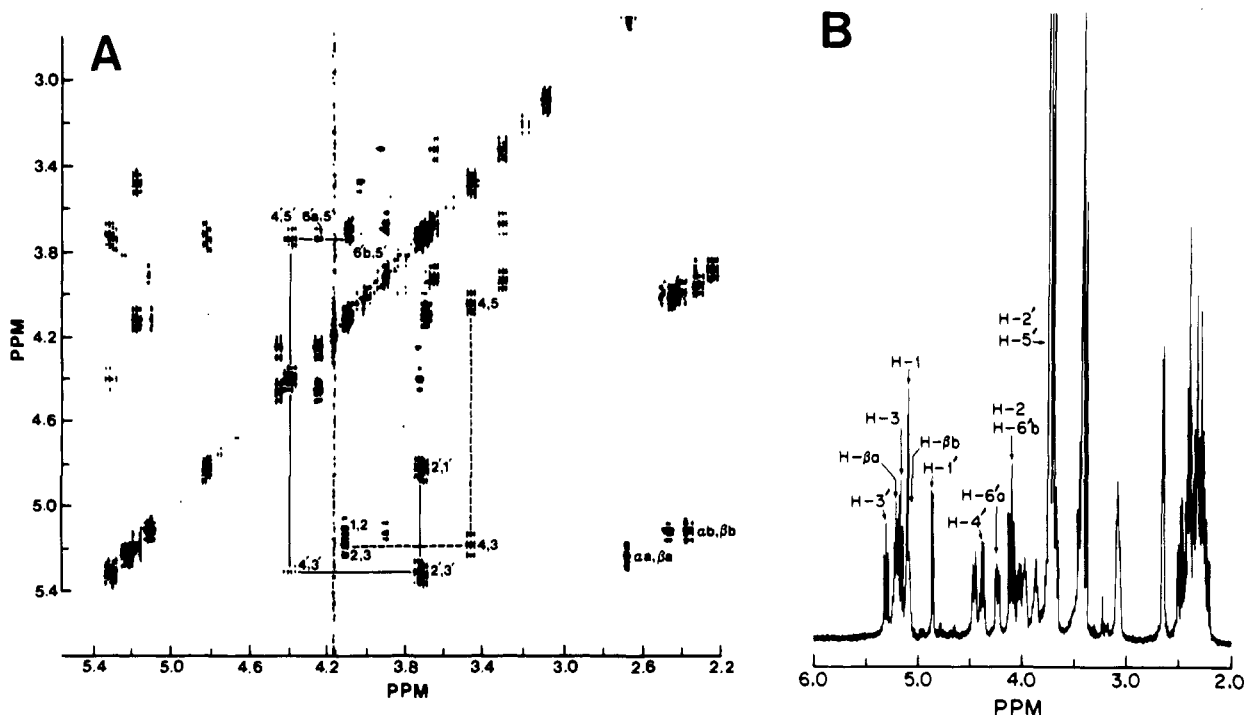 A
PPM
3.0
3.4
3.8
4.2
4.6
5.0
5.4
4,5' 6'a,5'
6'b,5'
4,5
2',1'
1,2
2,3
4,3
4',3'
2',3'
αa,βa
αb,βb
5.4 5.0 4.6 4.2 3.8 3.4 3.0 2.6 2.2
PPM
B
H-2'
H-5'
H-1
H-3
H-2
H-6'b
H-βa
H-βb
H-1'
H-3'
H-6'a
H-4'
6.0 5.0 4.0 3.0 2.0
PPM